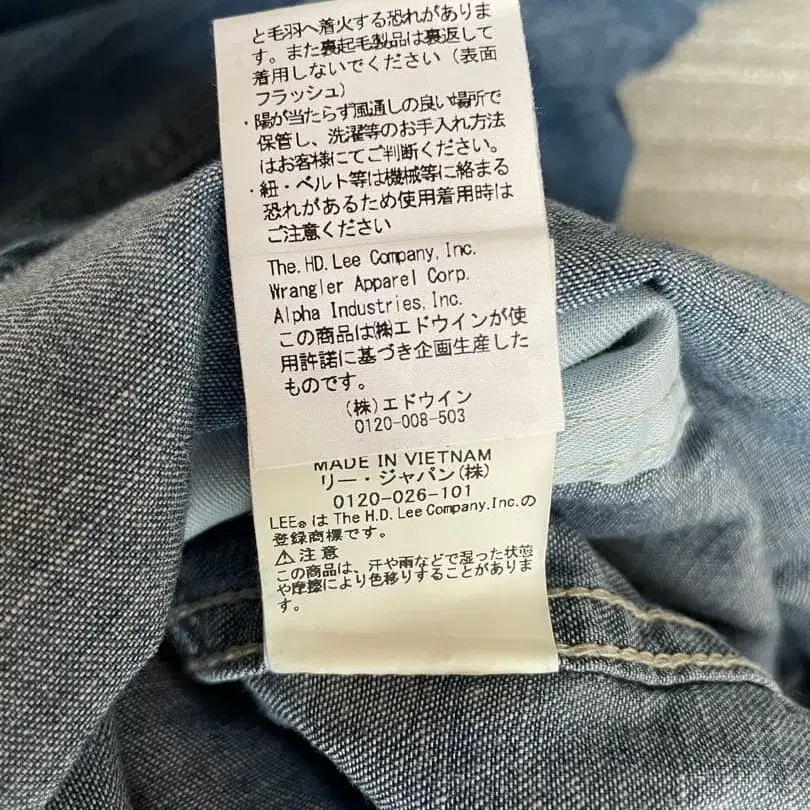 と毛羽へ着火する恐れがありま
す。また裏起毛製品は裏返して
着用しないでください（表面
フラッシュ）
・陽が当たらず風通しの良い場所で
保管し、洗濯等のお手入れ方法
はお客様にてご判断ください。
・紐・ベルト等は機械等に絡まる
恐れがあるため使用着用時は
ご注意ください
The.HD.Lee Company,Inc.
Wrangler Apparel Corp.
Alpha Industries,Inc.
この商品は㈱エドウインが使
用許諾に基づき企画生産した
ものです。
（株）エドウイン
0120-008-503
MADE IN VIETNAM
リー・ジャパン(株)
0120-026-101
LEE® は The H.D. Lee Company.Inc.の
登録商標です。
⚠注 意
この商品は、汗や雨などで湿った状態
や摩擦により色移りすることがありま
す。